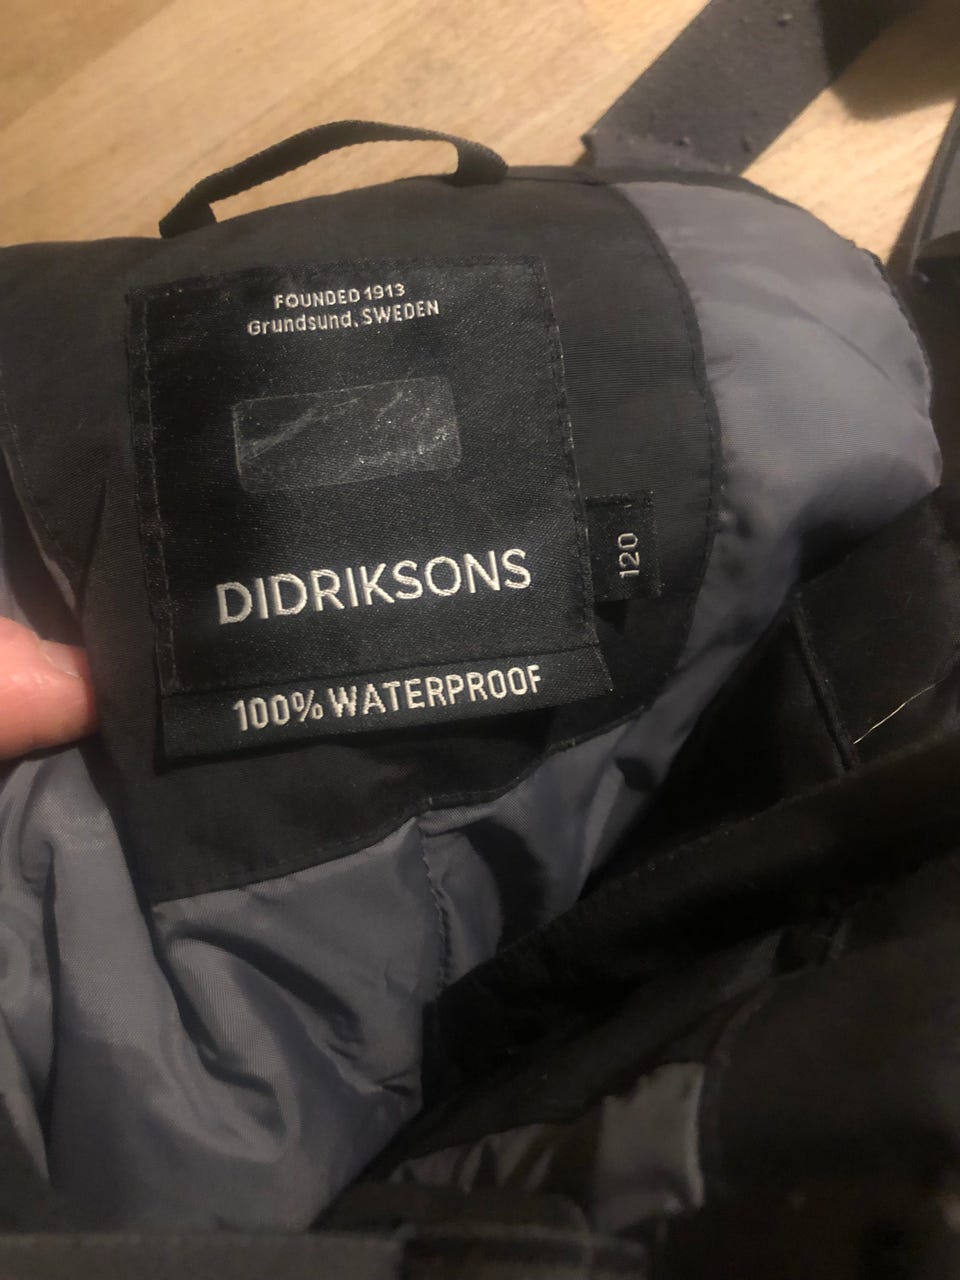 FOUNDED 1913
Grundsund, SWEDEN
DIDRIKSONS
120
100% WATERPROOF